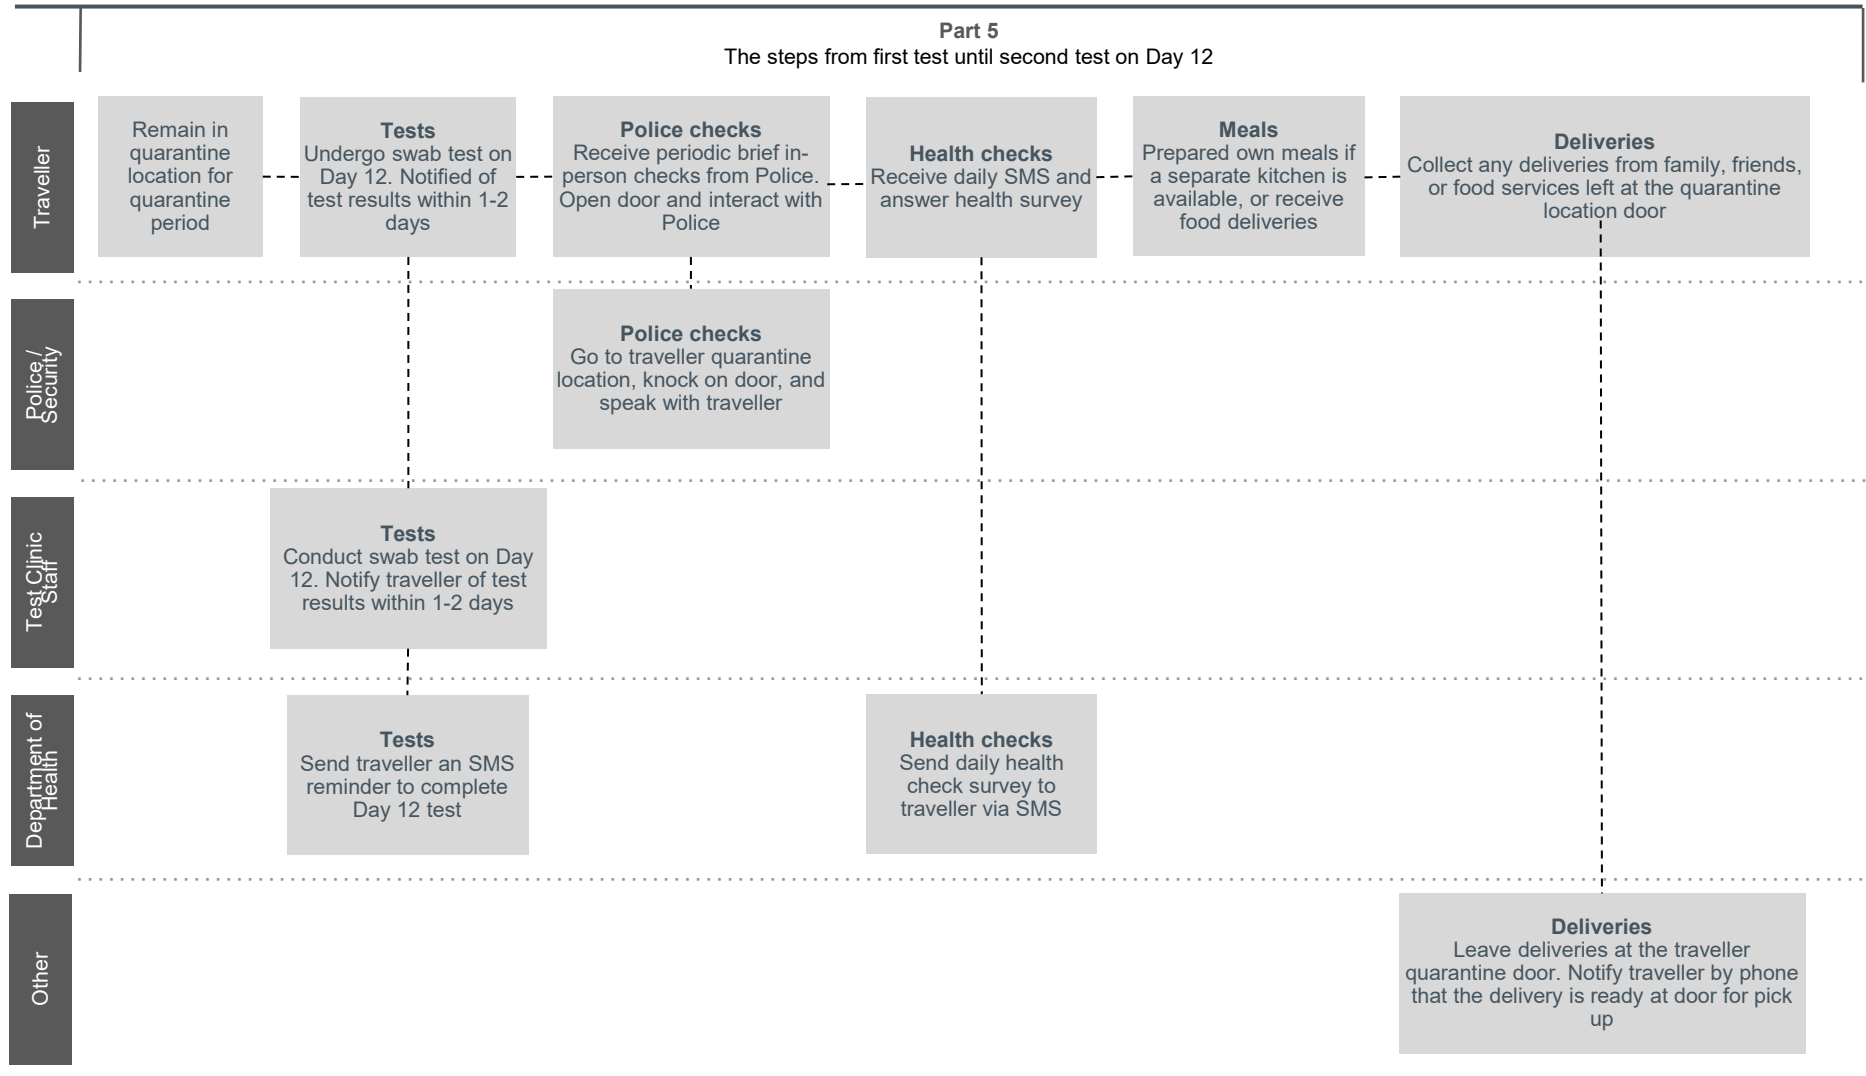 Part 5
The steps from first test until second test on Day 12
Traveller
Remain in
quarantine
location for
quarantine
period
Tests
Undergo swab test on
Day 12. Notified of
test results within 1-2
days
Police checks
Receive periodic brief in-
person checks from Police.
Open door and interact with
Police
Health checks
Receive daily SMS and
answer health survey
Meals
Prepared own meals if
a separate kitchen is
available, or receive
food deliveries
Deliveries
Collect any deliveries from family, friends,
or food services left at the quarantine
location door
Police /
Security
Police checks
Go to traveller quarantine
location, knock on door, and
speak with traveller
Test Clinic
Staff
Tests
Conduct swab test on Day
12. Notify traveller of test
results within 1-2 days
Department of
Health
Tests
Send traveller an SMS
reminder to complete
Day 12 test
Health checks
Send daily health
check survey to
traveller via SMS
Other
Deliveries
Leave deliveries at the traveller
quarantine door. Notify traveller by phone
that the delivery is ready at door for pick
up